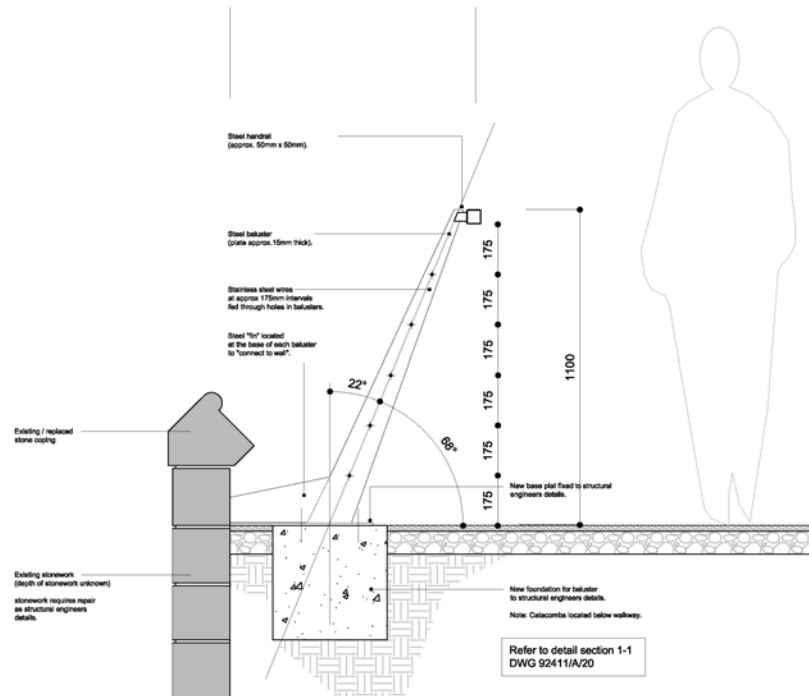 Steel handrail
(approx. 50mm x 50mm).
Steel baluster
(plate approx.15mm thick).
Stainless steel wires
at approx 175mm intervals
fed through holes in balusters.
Steel "fin" located
at the base of each baluster
to "connect to wall".
Existing / replaced
stone coping
22°
68°
175
175
175
175
175
175
1100
New base plat fixed to structural
engineers details.
Existing stonework
(depth of stonework unknown)
stonework requires repair
as structural engineers
details.
New foundation for baluster
to structural engineers details.
Note: Catacombs located below walkway.
Refer to detail section 1-1
DWG 92411/A/20